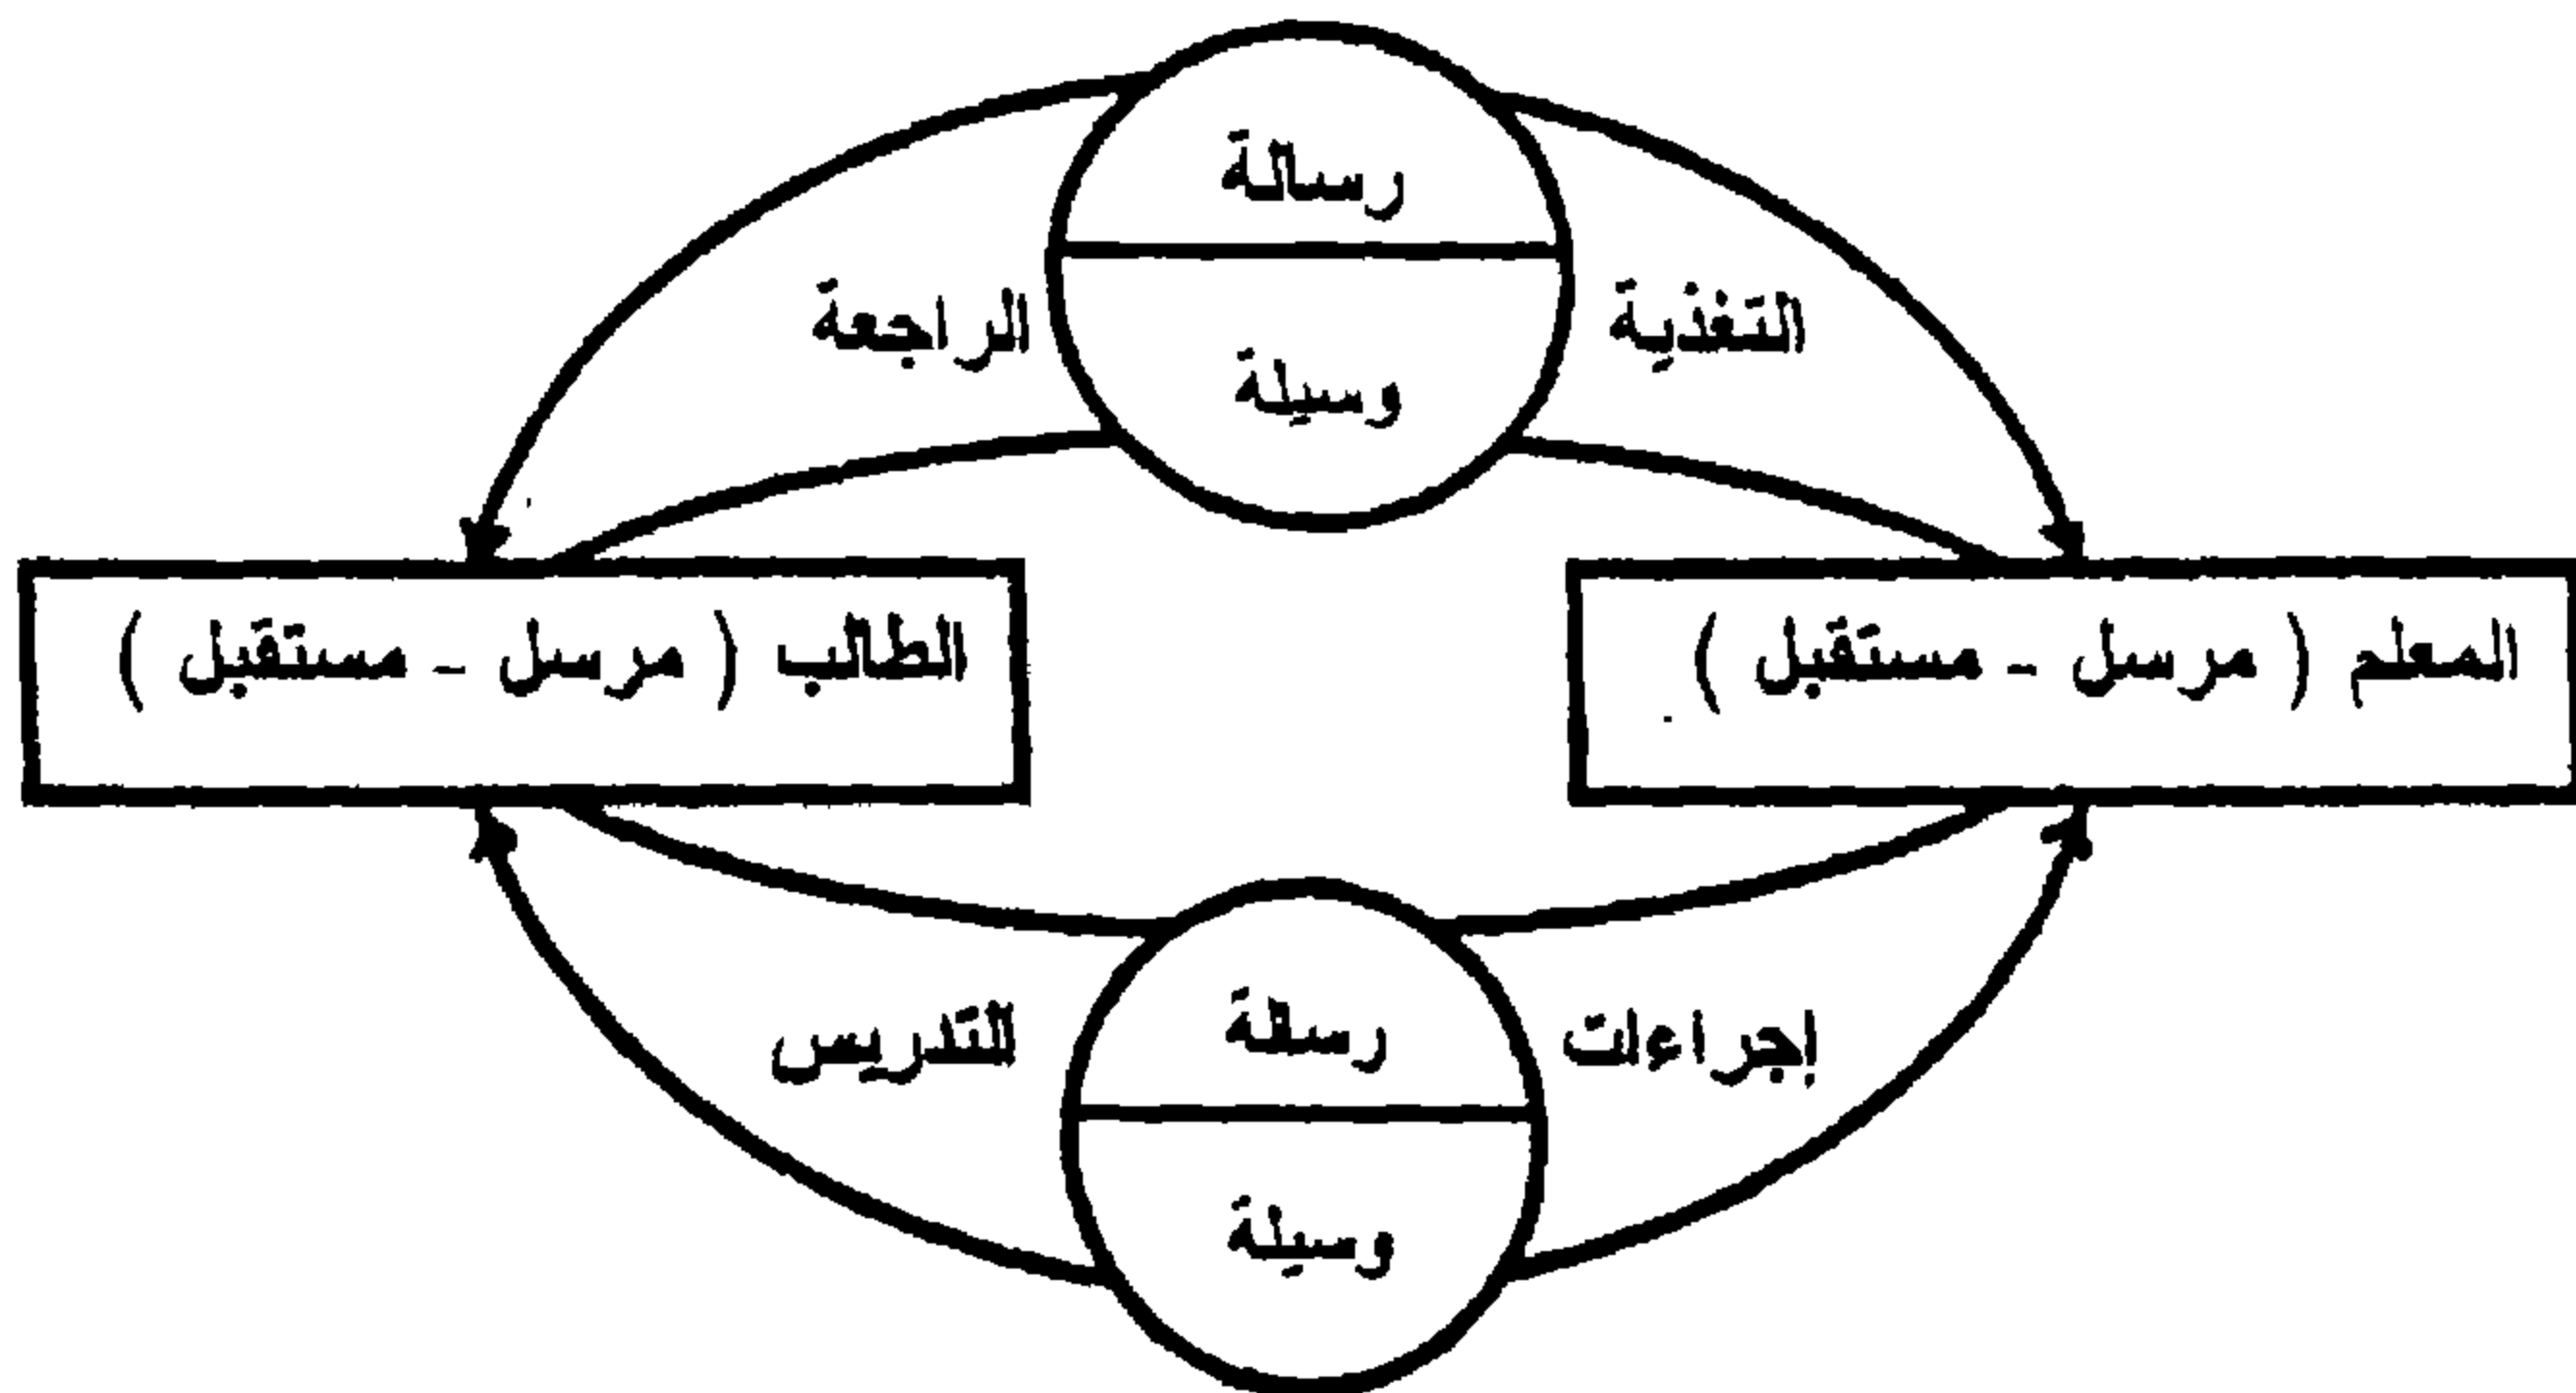 رسالة
التغذية
الراجعة
وسيلة
المعلم ( مرسل - مستقبل )
الطالب ( مرسل - مستقبل )
رسالة
إجراءات
التدريس
وسيلة